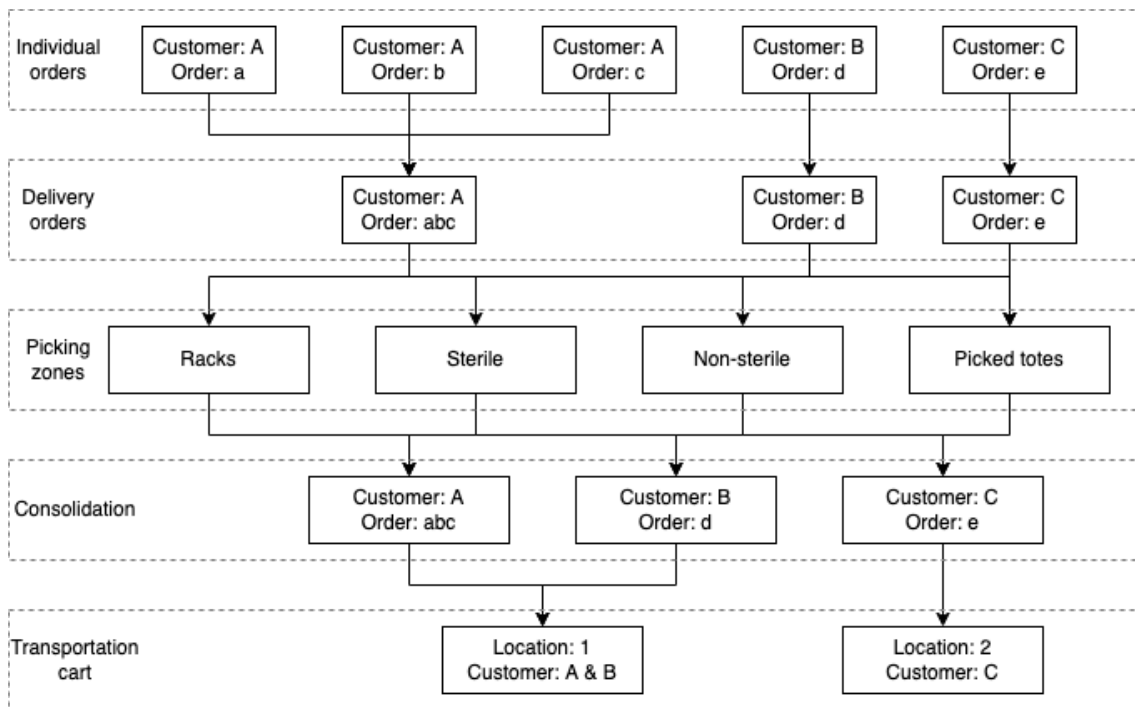 Individual
orders
Customer: A
Order: a
Customer: A
Order: b
Customer: A
Order: c
Customer: B
Order: d
Customer: C
Order: e
Delivery
orders
Customer: A
Order: abc
Customer: B
Order: d
Customer: C
Order: e
Picking
zones
Racks
Sterile
Non-sterile
Picked totes
Consolidation
Customer: A
Order: abc
Customer: B
Order: d
Customer: C
Order: e
Transportation
cart
Location: 1
Customer: A & B
Location: 2
Customer: C